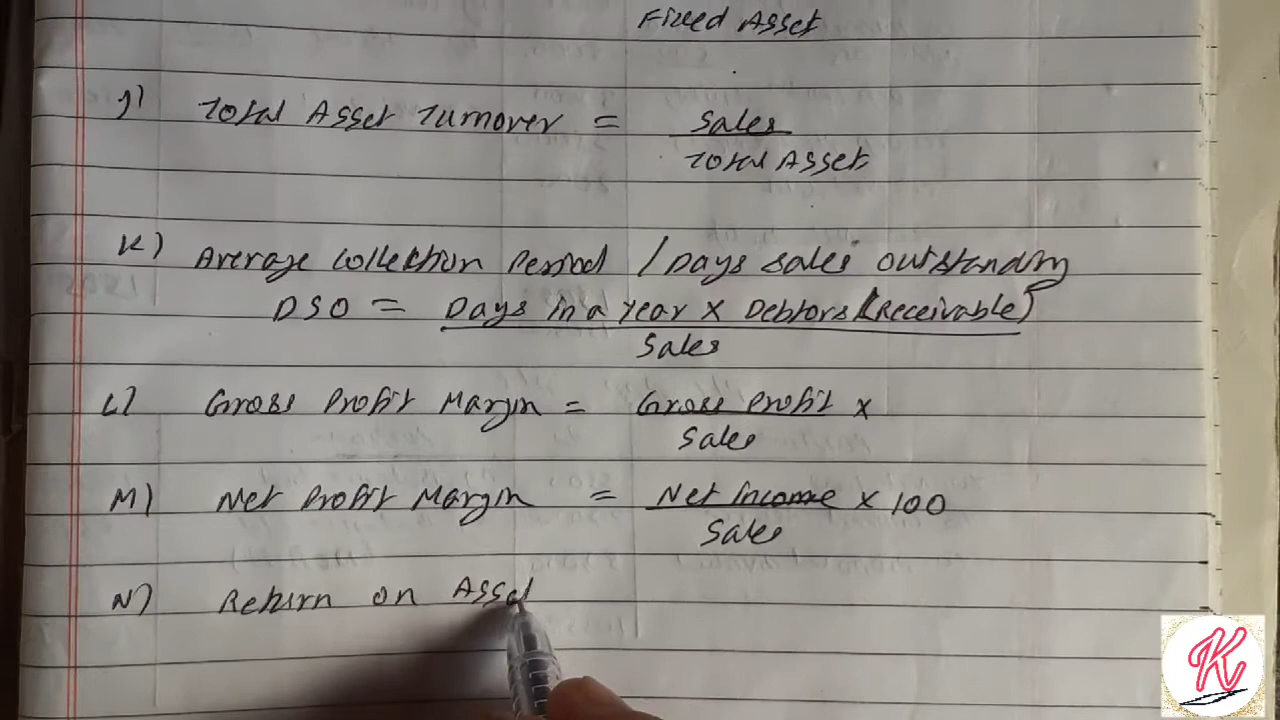 Fixed Asset
J) Total Asset Turnover = Sales
Total Asset
K) Average Collection Period / Days sales outstanding
DSO = Days in a year x Debtors (Receivable)
Sales
L) Gross Profit Margin = Gross Profit x
Sales
M) Net Profit Margin = Net Income x 100
Sales
N) Return on Asset
K